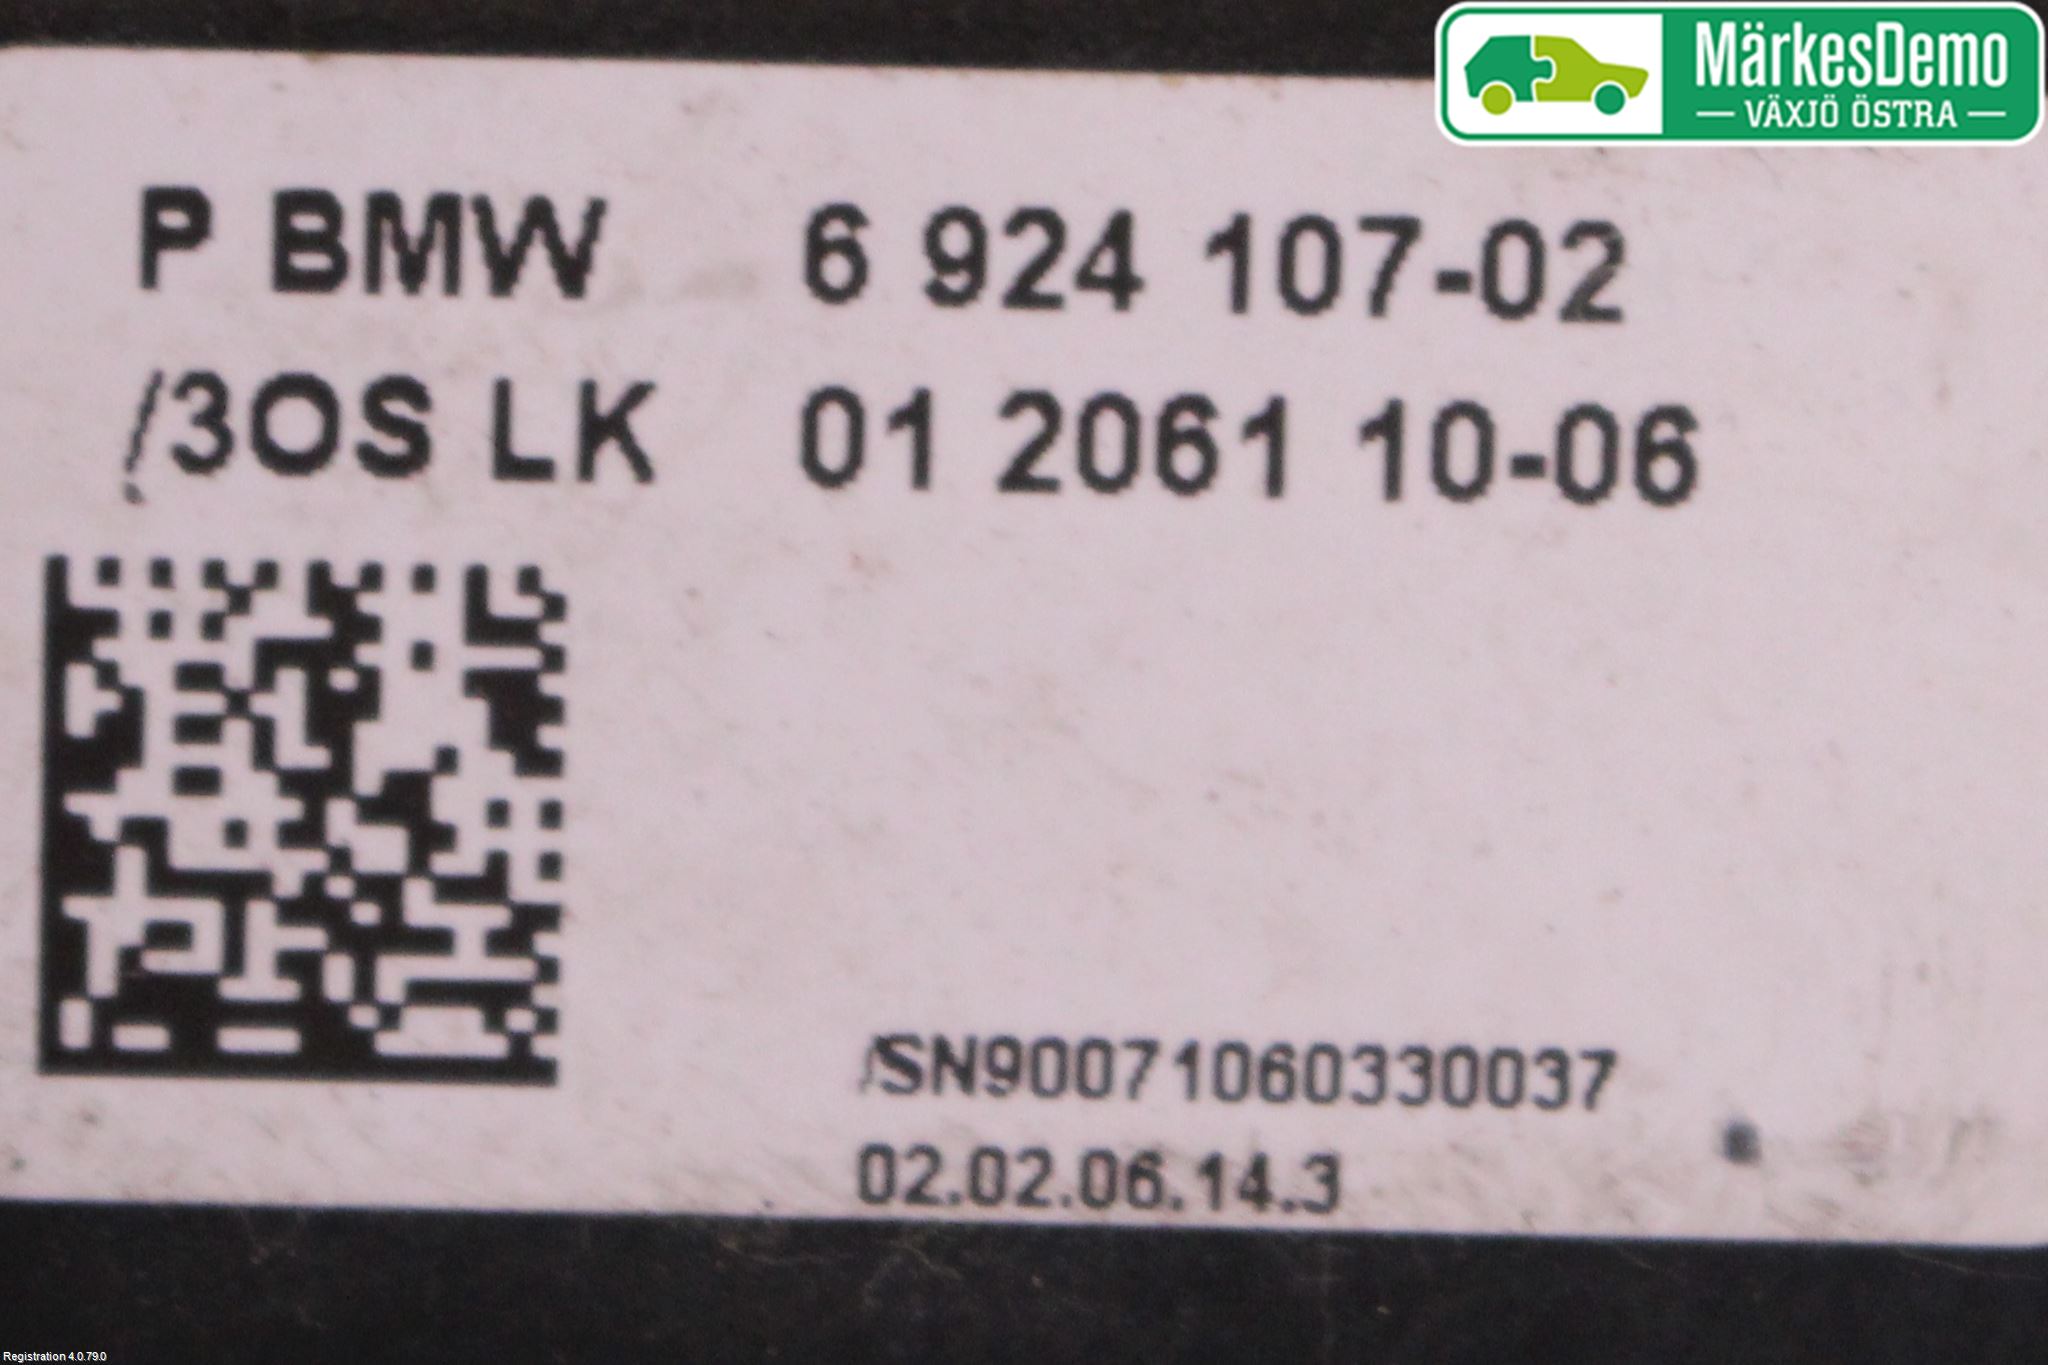 MärkesDemo
— VÄXJÖ ÖSTRA —
P BMW 6 924 107-02
/3OS LK 01 2061 10-06
/SN90071060330037
02.02.06.14.3
Registration 4.0.79.0